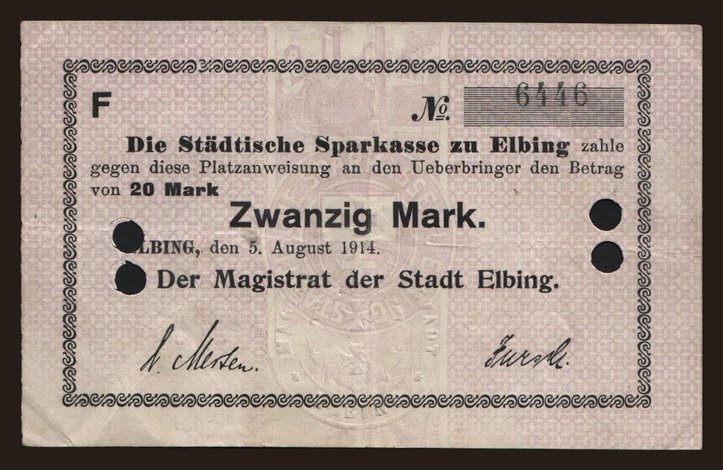 F
No. 6446
Die Städtische Sparkasse zu Elbing zahle
gegen diese Platzanweisung an den Ueberbringer den Betrag
von 20 Mark
Zwanzig Mark.
LBING, den 5. August 1914.
Der Magistrat der Stadt Elbing.